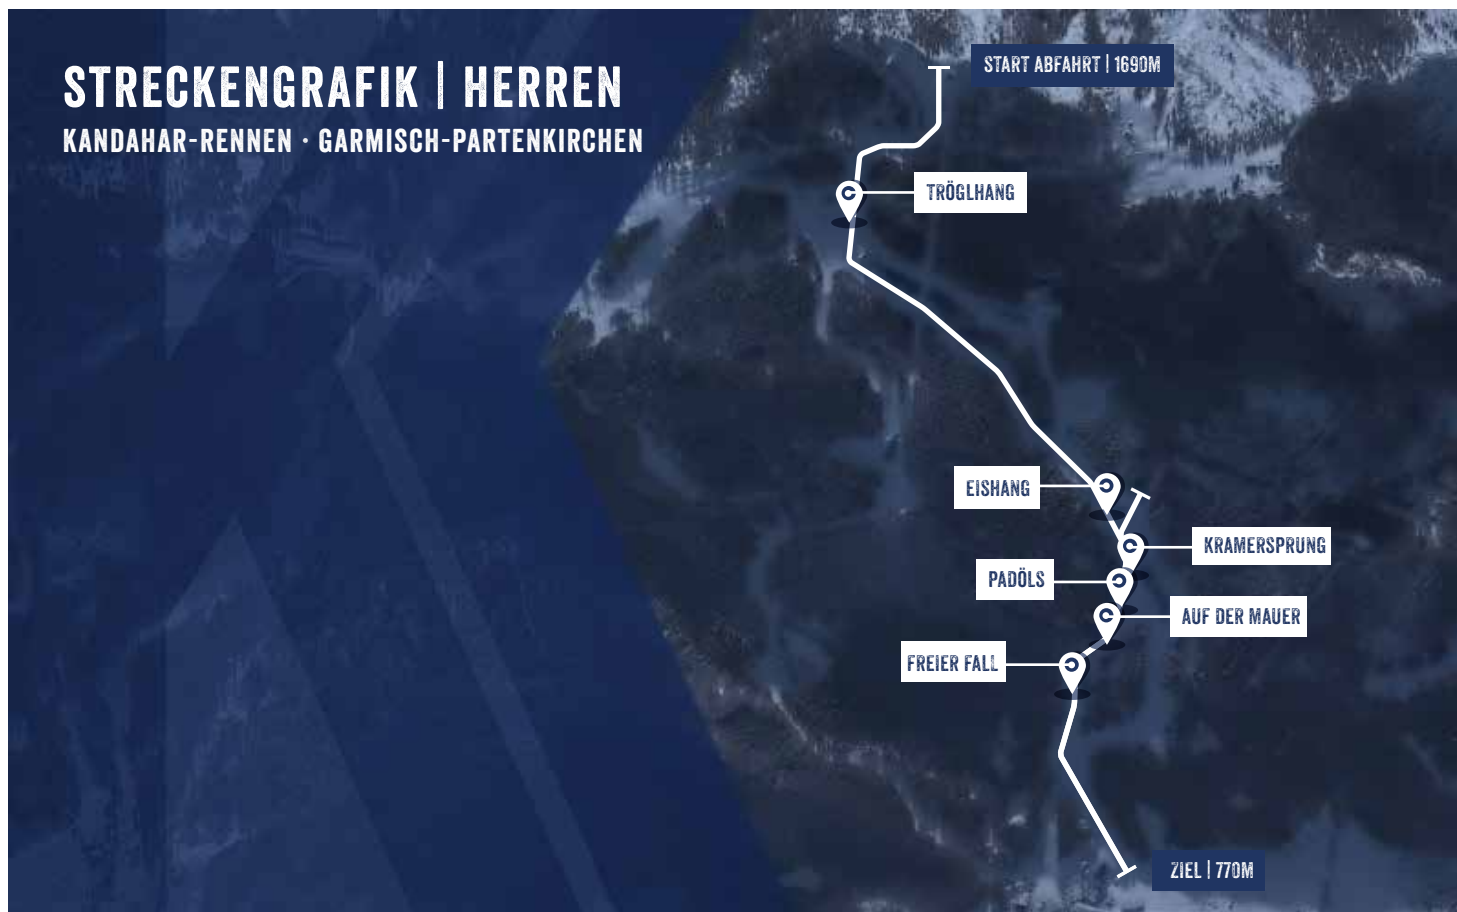 STRECKENGRAFIK | HERREN
KANDAHAR-RENNEN · GARMISCH-PARTENKIRCHEN
START ABFAHRT | 1690M
TRÖGLHANG
EISHANG
KRAMERSPRUNG
PADÖLS
AUF DER MAUER
FREIER FALL
ZIEL | 770M